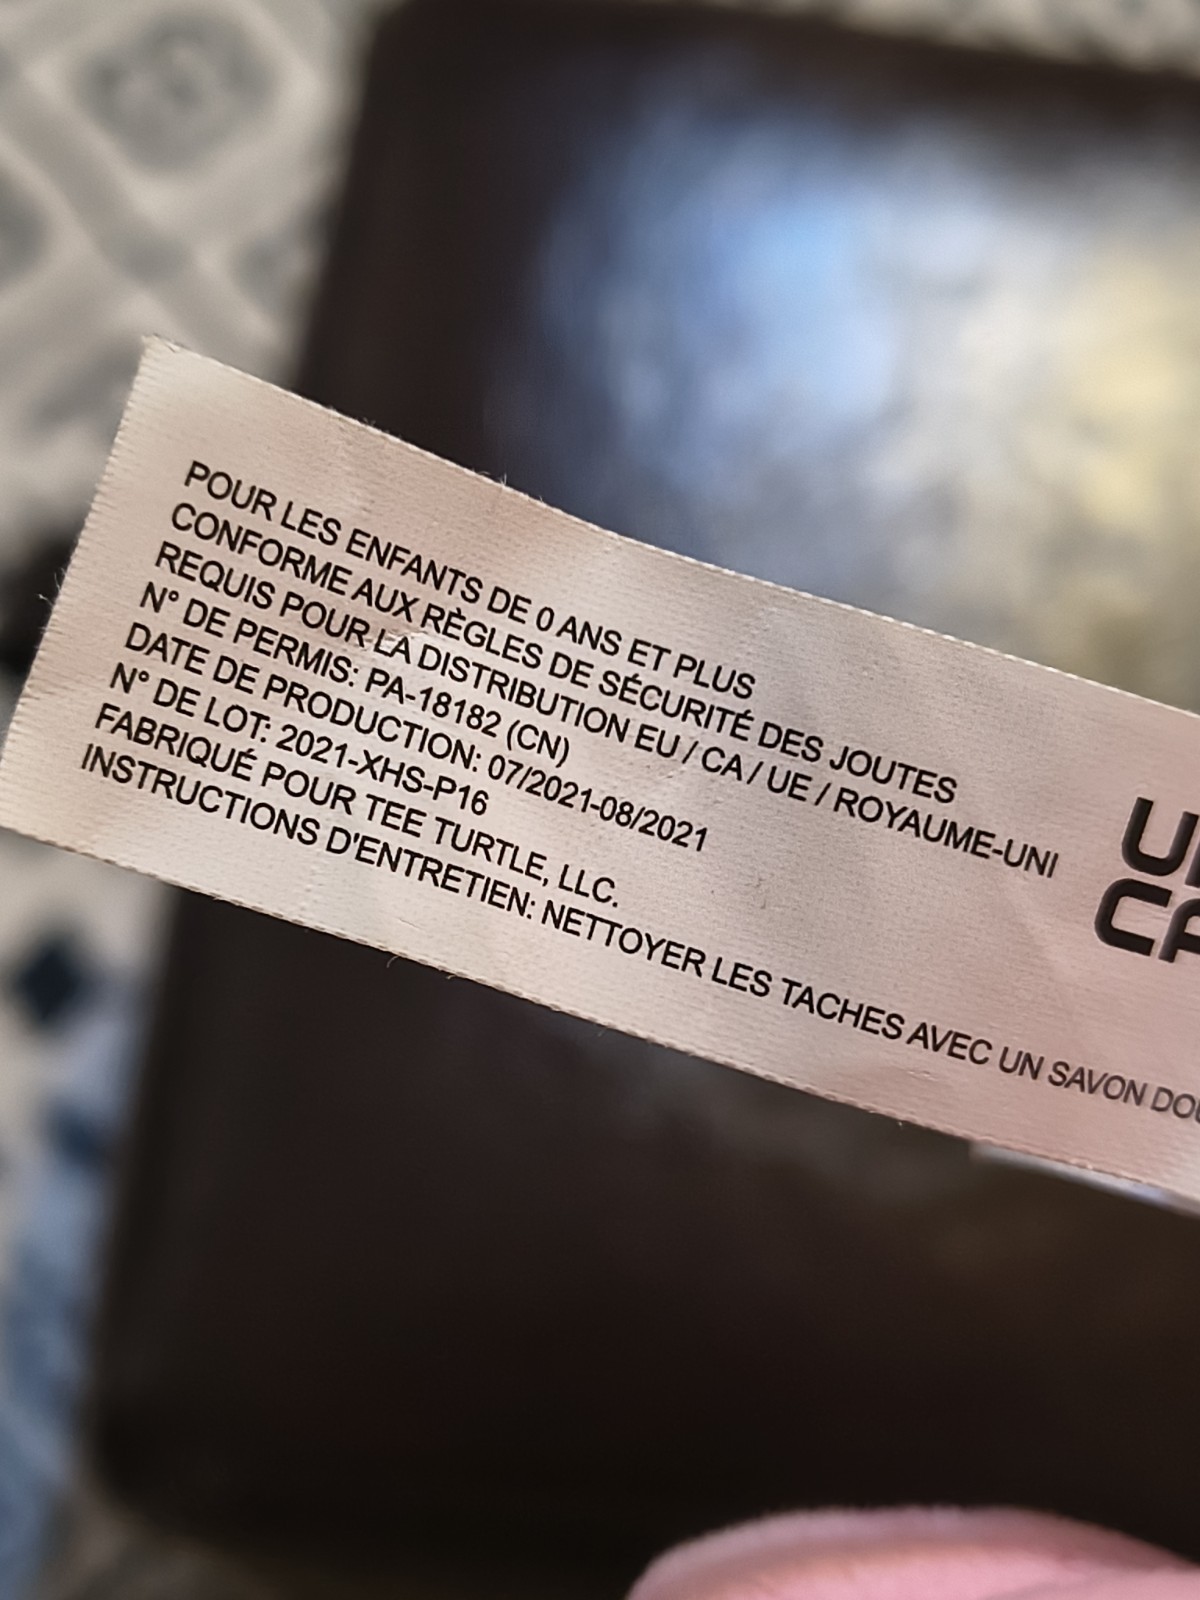 POUR LES ENFANTS DE 0 ANS ET PLUS
CONFORME AUX RÈGLES DE SÉCURITÉ DES JOUTES
REQUIS POUR LA DISTRIBUTION EU / CA / UE / ROYAUME-UNI
N° DE PERMIS: PA-18182 (CN)
DATE DE PRODUCTION: 07/2021-08/2021
N° DE LOT: 2021-XHS-P16
FABRIQUÉ POUR TEE TURTLE, LLC.
INSTRUCTIONS D'ENTRETIEN: NETTOYER LES TACHES AVEC UN SAVON